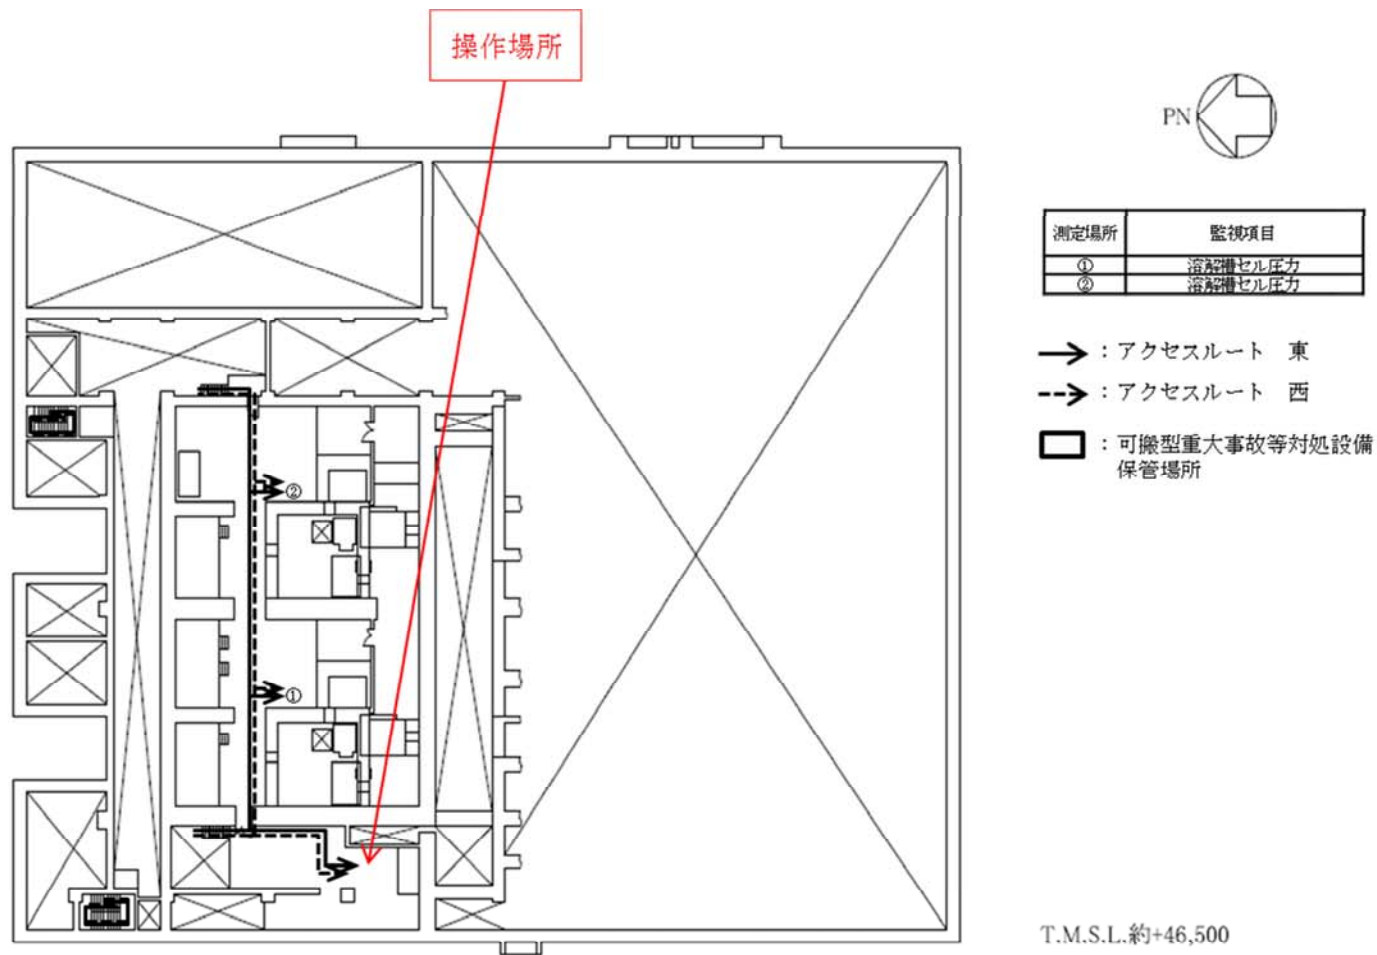 操作場所
PN
測定場所 監視項目
① 溶解槽セル圧力
② 溶解槽セル圧力
：アクセスルート　東
：アクセスルート　西
：可搬型重大事故等対処設備
保管場所
②
①
T.M.S.L.約+46,500